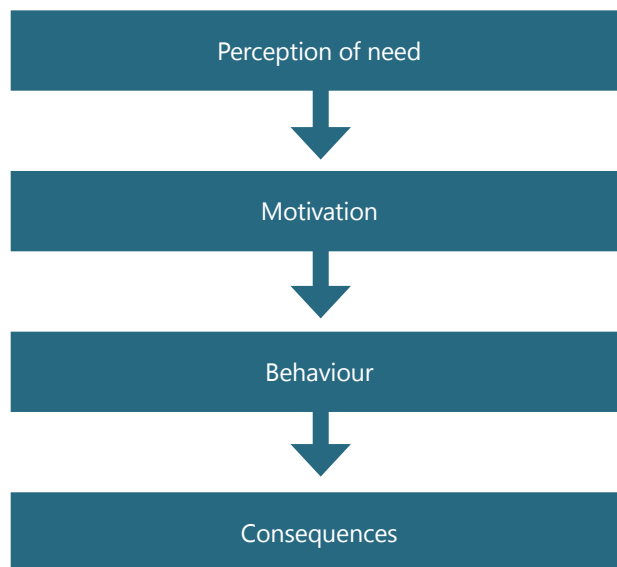 Perception of need
Motivation
Behaviour
Consequences